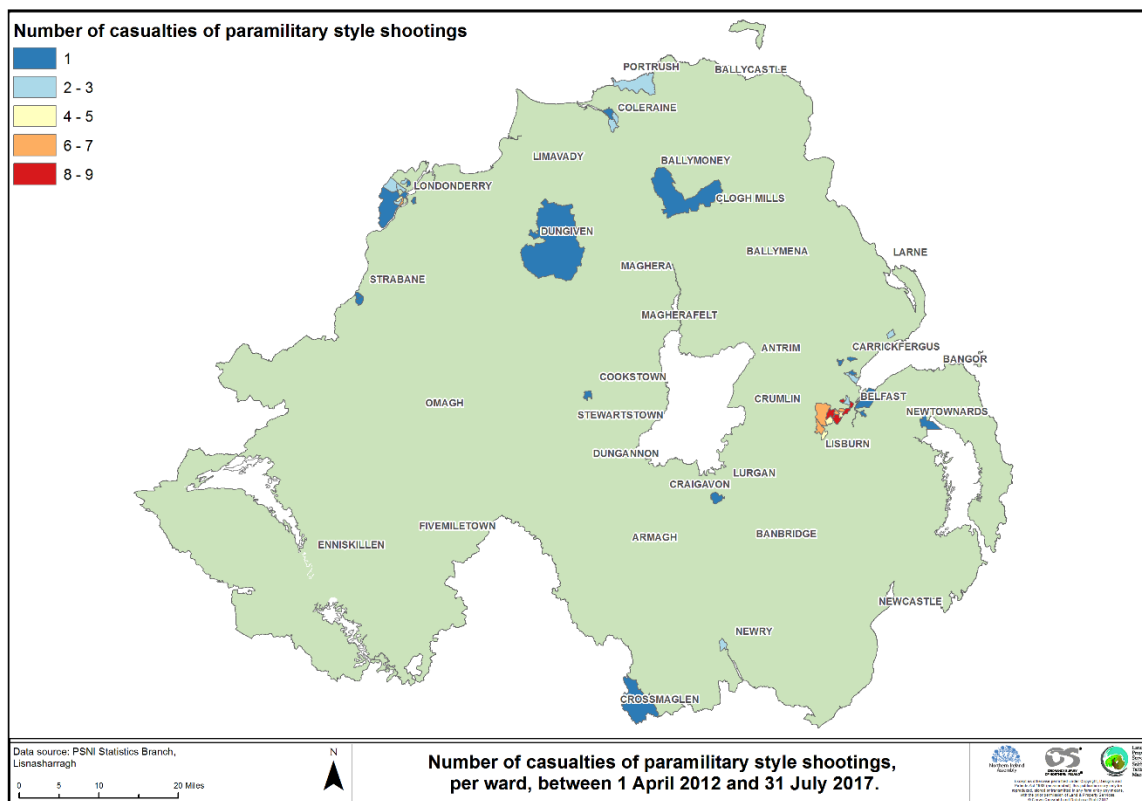 Number of casualties of paramilitary style shootings
1
2 - 3
4 - 5
6 - 7
8 - 9
PORTRUSH
BALLYCASTLE
COLERAINE
LIMAVADY
BALLYMONEY
LONDONDERRY
CLOGH MILLS
DUNGIVEN
BALLYMENA
LARNE
MAGHERA
STRABANE
MAGHERAFELT
ANTRIM
CARRICKFERGUS
BANGOR
COOKSTOWN
OMAGH
CRUMLIN
BELFAST
STEWARTSTOWN
NEWTOWNARDS
LISBURN
DUNGANNON
LURGAN
CRAIGAVON
FIVEMILETOWN
ARMAGH
BANBRIDGE
ENNISKILLEN
NEWCASTLE
NEWRY
CROSSMAGLEN
Data source: PSNI Statistics Branch,
Lisnasharragh
N
0 5 10 20 Miles
Number of casualties of paramilitary style shootings,
per ward, between 1 April 2012 and 31 July 2017.
Northern Ireland
Assembly
OS